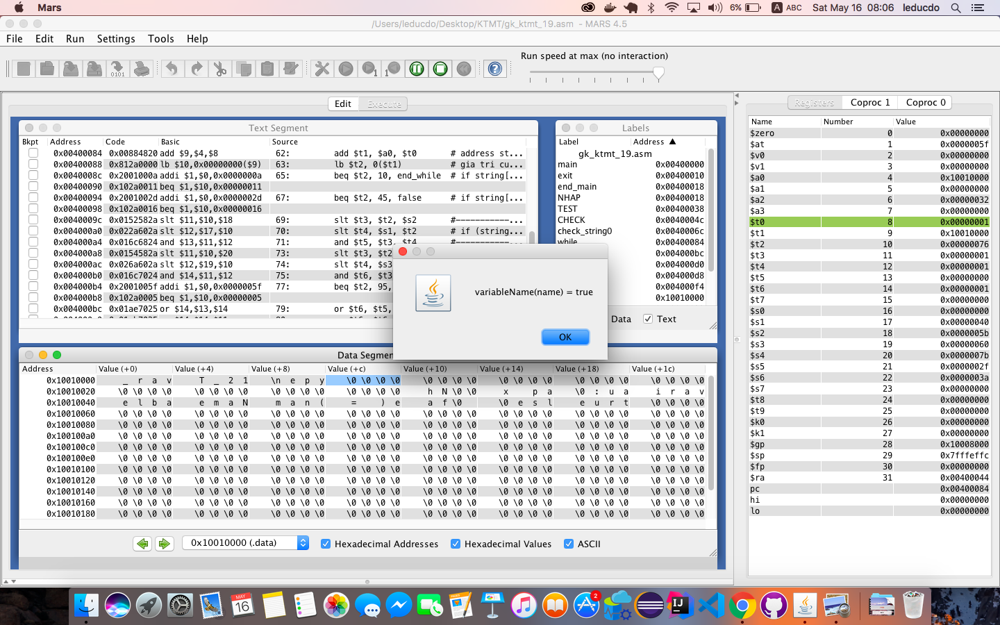 Mars
6%
A ABC
Sat May 16 08:06 leducdo
/Users/leducdo/Desktop/KTMT/gk_ktmt_19.asm - MARS 4.5
File Edit Run Settings Tools Help
Run speed at max (no interaction)
Edit Execute
Text Segment
Bkpt Address Code Basic Source
0x00400084 0x00884820 add $9,$4,$8 62: add $t1, $a0, $t0 # address st...
0x00400088 0x812a0000 lb $10,0x00000000($9) 63: lb $t2, 0($t1) # gia tri cu...
0x0040008c 0x2001000a addi $1,$0,0x0000000a 65: beq $t2, 10, end_while # if string[...
0x00400090 0x102a0011 beq $1,$10,0x00000011
0x00400094 0x2001002d addi $1,$0,0x0000002d 67: beq $t2, 45, false # if string[...
0x00400098 0x102a0016 beq $1,$10,0x00000016
0x0040009c 0x0152582a slt $11,$10,$18 69: slt $t3, $t2, $s2 #-----------...
0x004000a0 0x022a602a slt $12,$17,$10 70: slt $t4, $s1, $t2 # if (string...
0x004000a4 0x016c6824 and $13,$11,$12 71: and $t5, $t3, $t4 #-----------...
0x004000a8 0x0154582a slt $11,$10,$20 73: slt $t3, $t2
0x004000ac 0x026a602a slt $12,$19,$10 74: slt $t4, $s3
0x004000b0 0x016c7024 and $14,$11,$12 75: and $t6, $t3
0x004000b4 0x2001005f addi $1,$0,0x0000005f 77: beq $t2, 95,
0x004000b8 0x102a0005 beq $1,$10,0x00000005
0x004000bc 0x01ae7025 or $14,$13,$14 79: or $t6, $t5,
Labels
Label Address ▲
gk_ktmt_19.asm
main 0x00400000
exit 0x00400010
end_main 0x00400018
NHAP 0x00400018
TEST 0x00400038
CHECK 0x0040004c
check_string0 0x0040006c
while 0x00400084
0x004000bc
0x004000d0
0x004000d8
0x004000f4
0x10010000
Data Text
variableName(name) = true
OK
Data Segmen
Address Value (+0) Value (+4) Value (+8) Value (+c) Value (+10) Value (+14) Value (+18) Value (+1c)
0x10010000 _ r a v T _ 2 1 \n e p y \0 \0 \0 \0 \0 \0 \0 \0 \0 \0 \0 \0 \0 \0 \0 \0 \0 \0 \0 \0
0x10010020 \0 \0 \0 \0 \0 \0 \0 \0 \0 \0 \0 \0 \0 \0 \0 \0 h N \0 \0 x p a \0 : u a i r a v
0x10010040 e l b a e m a N m a n ( = ) e a f \0 \0 e s l e u r t \0 \0 \0 \0
0x10010060 \0 \0 \0 \0 \0 \0 \0 \0 \0 \0 \0 \0 \0 \0 \0 \0 \0 \0 \0 \0 \0 \0 \0 \0 \0 \0 \0 \0 \0 \0 \0 \0
0x10010080 \0 \0 \0 \0 \0 \0 \0 \0 \0 \0 \0 \0 \0 \0 \0 \0 \0 \0 \0 \0 \0 \0 \0 \0 \0 \0 \0 \0 \0 \0 \0 \0
0x100100a0 \0 \0 \0 \0 \0 \0 \0 \0 \0 \0 \0 \0 \0 \0 \0 \0 \0 \0 \0 \0 \0 \0 \0 \0 \0 \0 \0 \0 \0 \0 \0 \0
0x100100c0 \0 \0 \0 \0 \0 \0 \0 \0 \0 \0 \0 \0 \0 \0 \0 \0 \0 \0 \0 \0 \0 \0 \0 \0 \0 \0 \0 \0 \0 \0 \0 \0
0x100100e0 \0 \0 \0 \0 \0 \0 \0 \0 \0 \0 \0 \0 \0 \0 \0 \0 \0 \0 \0 \0 \0 \0 \0 \0 \0 \0 \0 \0 \0 \0 \0 \0
0x10010100 \0 \0 \0 \0 \0 \0 \0 \0 \0 \0 \0 \0 \0 \0 \0 \0 \0 \0 \0 \0 \0 \0 \0 \0 \0 \0 \0 \0 \0 \0 \0 \0
0x10010120 \0 \0 \0 \0 \0 \0 \0 \0 \0 \0 \0 \0 \0 \0 \0 \0 \0 \0 \0 \0 \0 \0 \0 \0 \0 \0 \0 \0 \0 \0 \0 \0
0x10010140 \0 \0 \0 \0 \0 \0 \0 \0 \0 \0 \0 \0 \0 \0 \0 \0 \0 \0 \0 \0 \0 \0 \0 \0 \0 \0 \0 \0 \0 \0 \0 \0
0x10010160 \0 \0 \0 \0 \0 \0 \0 \0 \0 \0 \0 \0 \0 \0 \0 \0 \0 \0 \0 \0 \0 \0 \0 \0 \0 \0 \0 \0 \0 \0 \0 \0
0x10010180 \0 \0 \0 \0 \0 \0 \0 \0 \0 \0 \0 \0 \0 \0 \0 \0 \0 \0 \0 \0 \0 \0 \0 \0 \0 \0 \0 \0 \0 \0 \0 \0
0x10010000 (.data) Hexadecimal Addresses Hexadecimal Values ASCII
Registers Coproc 1 Coproc 0
Name Number Value
$zero 0 0x00000000
$at 1 0x0000005f
$v0 2 0x00000000
$v1 3 0x00000000
$a0 4 0x10010000
$a1 5 0x00000000
$a2 6 0x00000032
$a3 7 0x00000000
$t0 8 0x00000001
$t1 9 0x10010000
$t2 10 0x00000076
$t3 11 0x00000001
$t4 12 0x00000001
$t5 13 0x00000000
$t6 14 0x00000001
$t7 15 0x00000000
$s0 16 0x00000000
$s1 17 0x00000040
$s2 18 0x0000005b
$s3 19 0x00000060
$s4 20 0x0000007b
$s5 21 0x0000002f
$s6 22 0x0000003a
$s7 23 0x00000000
$t8 24 0x00000000
$t9 25 0x00000000
$k0 26 0x00000000
$k1 27 0x00000000
$gp 28 0x10008000
$sp 29 0x7fffeffc
$fp 30 0x00000000
$ra 31 0x00400044
pc 0x00400084
hi 0x00000000
lo 0x00000000
MAY
16
2